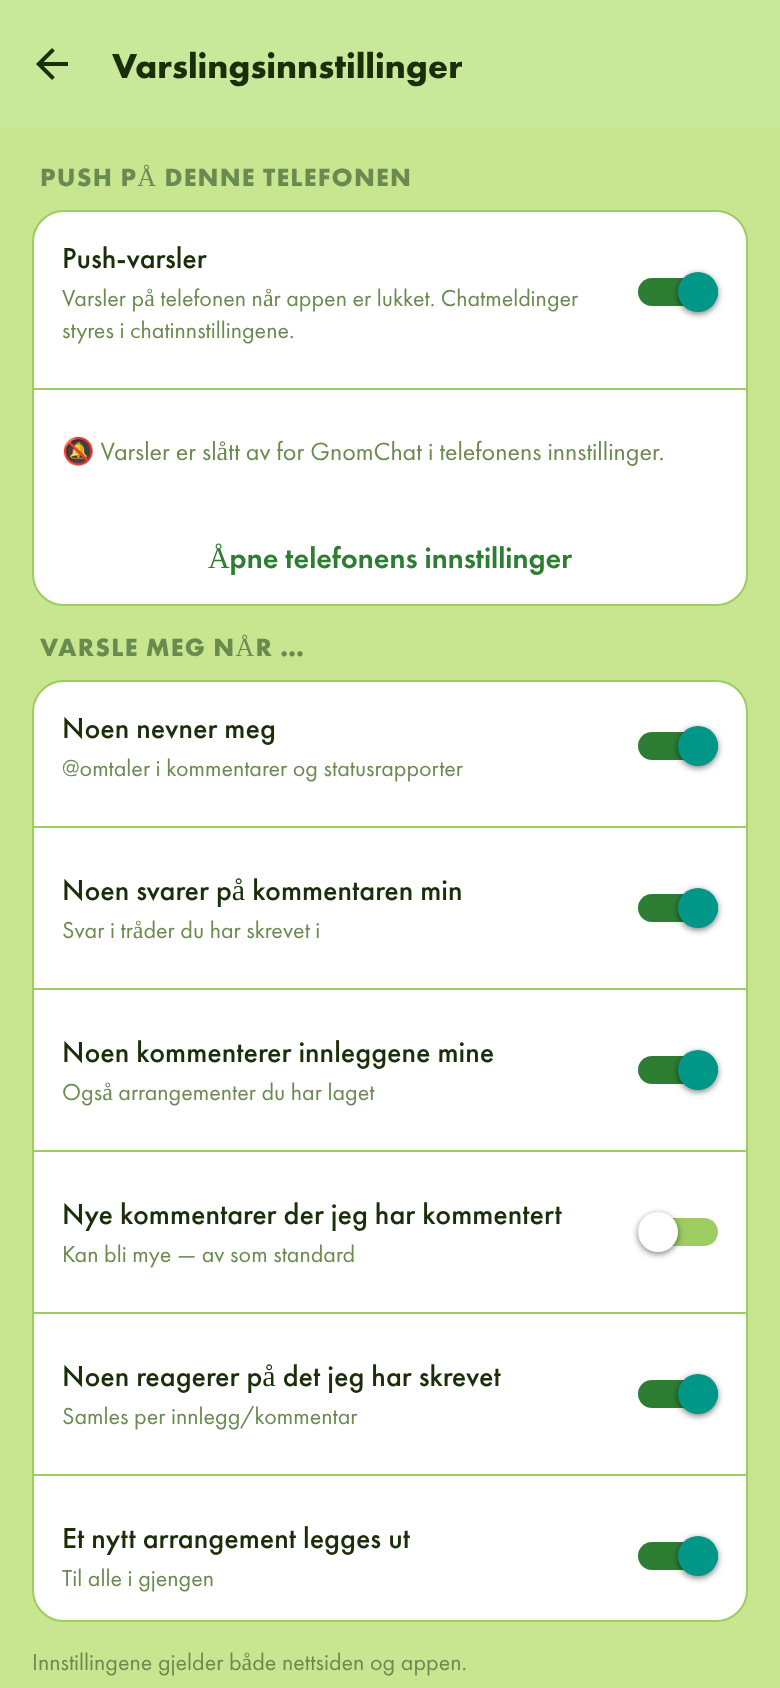 Varslingsinnstillinger
PUSH PÅ DENNE TELEFONEN
Push-varsler
Varsler på telefonen når appen er lukket. Chatmeldinger
styres i chatinnstillingene.
🔕 Varsler er slått av for GnomChat i telefonens innstillinger.
Åpne telefonens innstillinger
VARSLE MEG NÅR ...
Noen nevner meg
@omtaler i kommentarer og statusrapporter
Noen svarer på kommentaren min
Svar i tråder du har skrevet i
Noen kommenterer innleggene mine
Også arrangementer du har laget
Nye kommentarer der jeg har kommentert
Kan bli mye — av som standard
Noen reagerer på det jeg har skrevet
Samles per innlegg/kommentar
Et nytt arrangement legges ut
Til alle i gjengen
Innstillingene gjelder både nettsiden og appen.